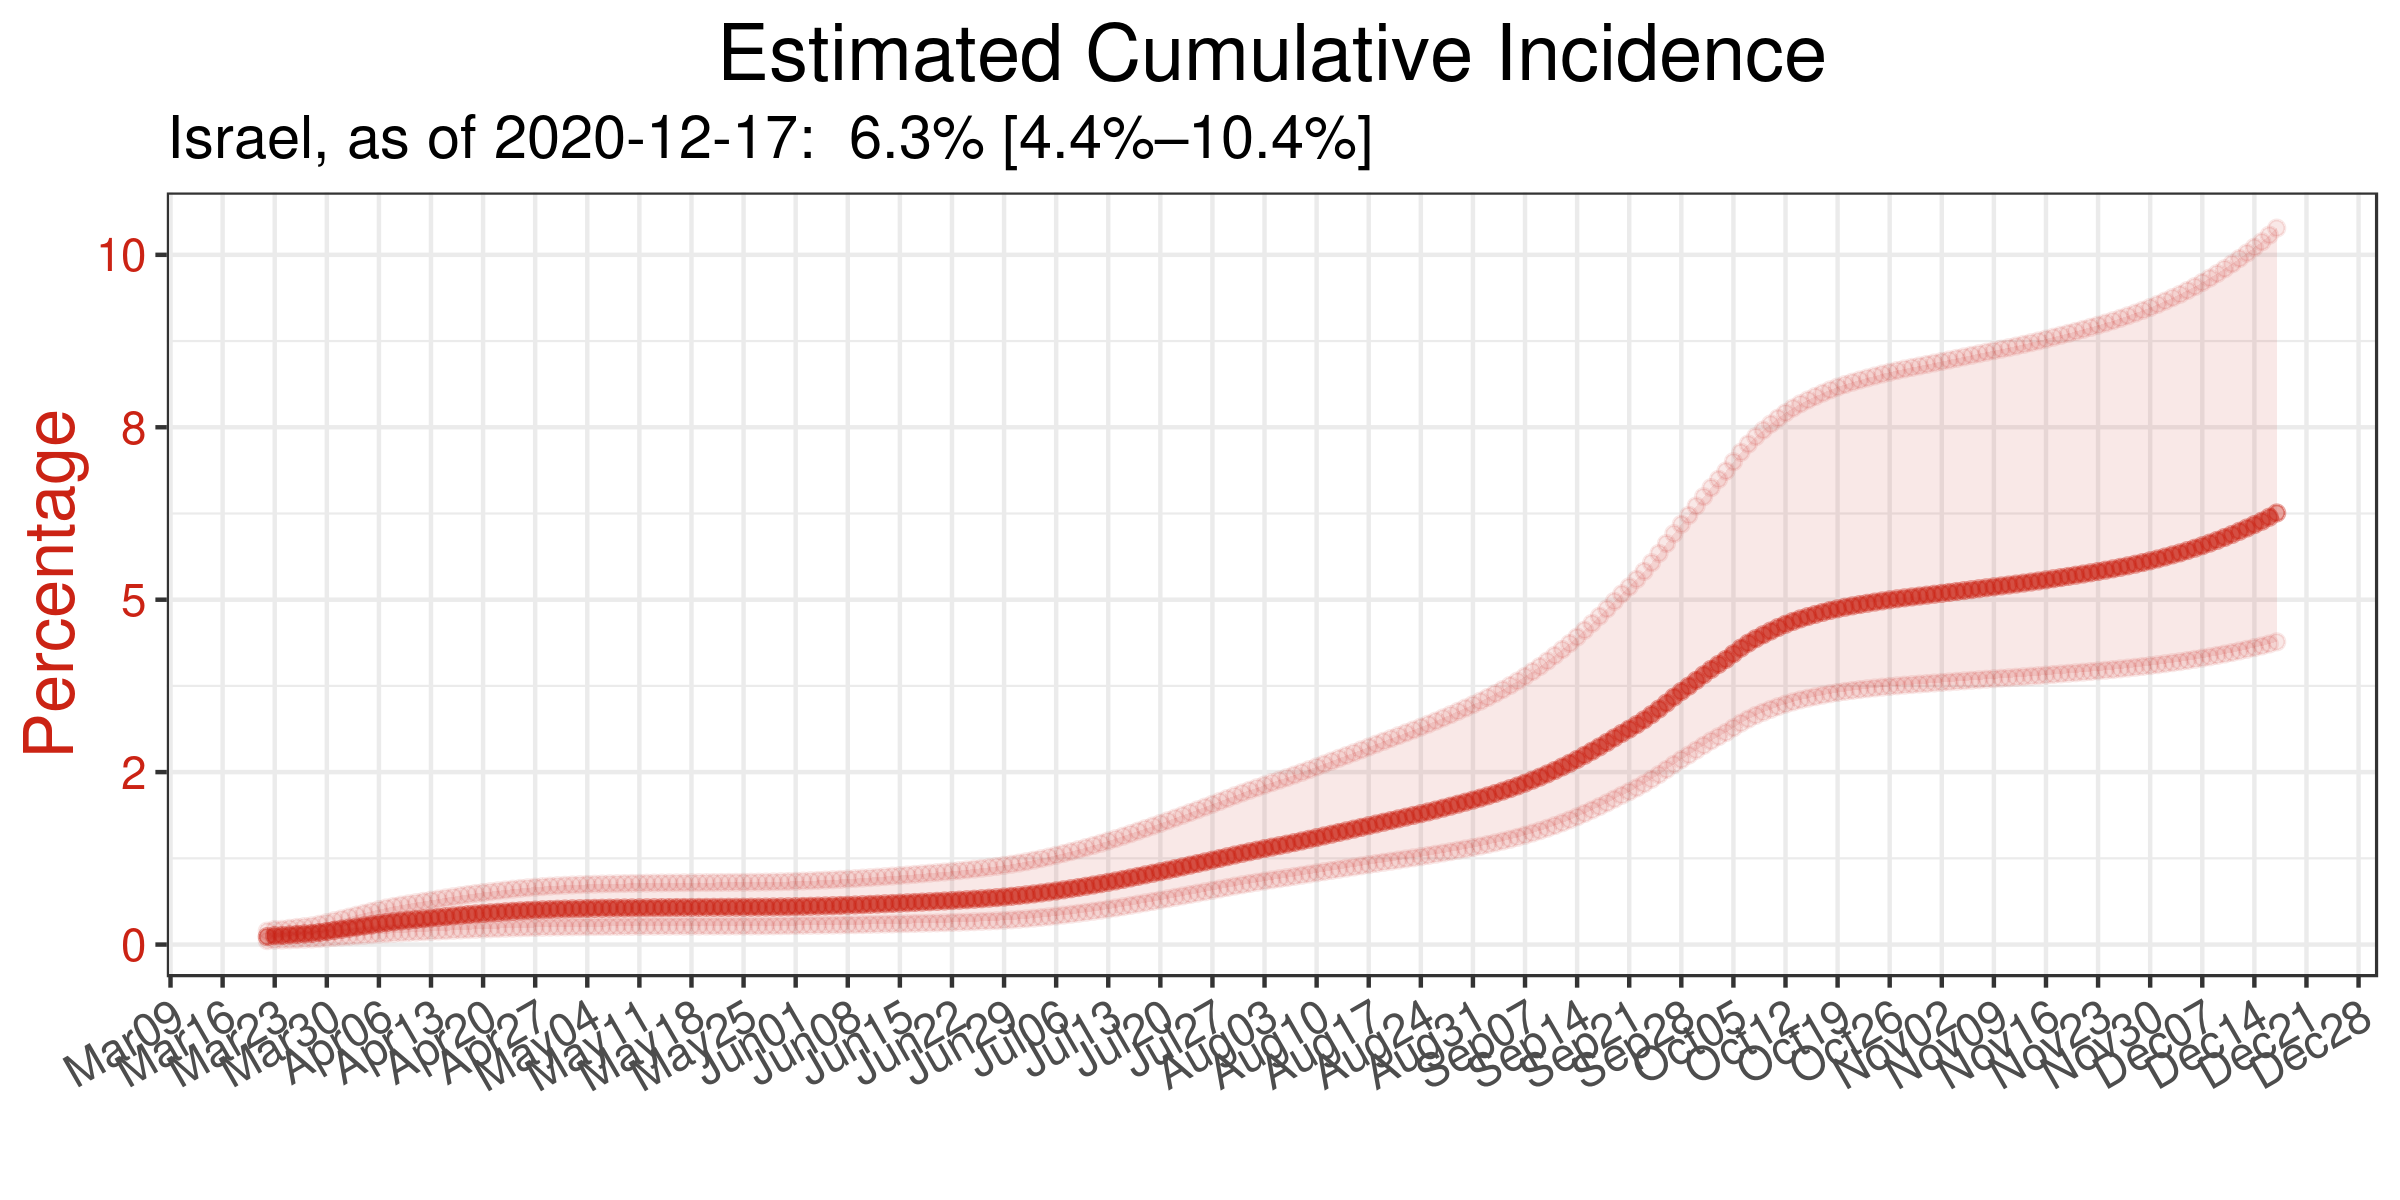 Estimated Cumulative Incidence
Israel, as of 2020-12-17:  6.3% [4.4%–10.4%]
Percentage
10
8
5
2
0
Mar09
Mar16
Mar23
Mar30
Apr06
Apr13
Apr20
Apr27
May04
May11
May18
May25
Jun01
Jun08
Jun15
Jun22
Jun29
Jul06
Jul13
Jul20
Jul27
Aug03
Aug10
Aug17
Aug24
Aug31
Sep07
Sep14
Sep21
Sep28
Oct05
Oct12
Oct19
Oct26
Nov02
Nov09
Nov16
Nov23
Nov30
Dec07
Dec14
Dec21
Dec28